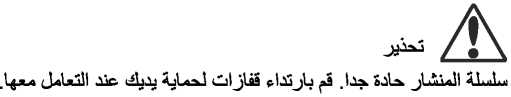 تحذير
سلسلة المنشار حادة جدا. قم بارتداء قفازات لحماية يديك عند التعامل معها.